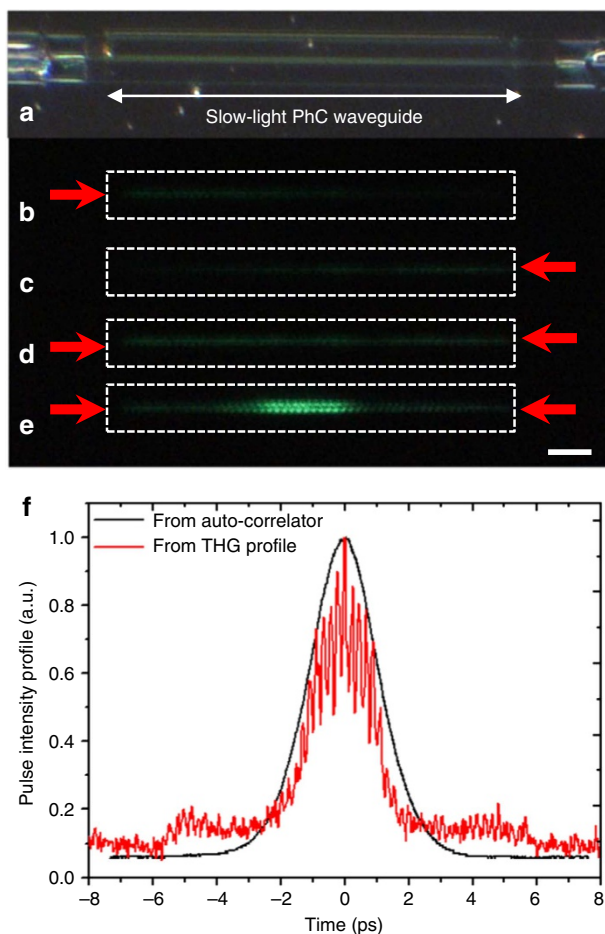 a
Slow-light PhC waveguide
b
c
d
e
f
From auto-correlator
From THG profile
Pulse intensity profile (a.u.)
1.0
0.8
0.6
0.4
0.2
0.0
−8 −6 −4 −2 0 2 4 6 8
Time (ps)